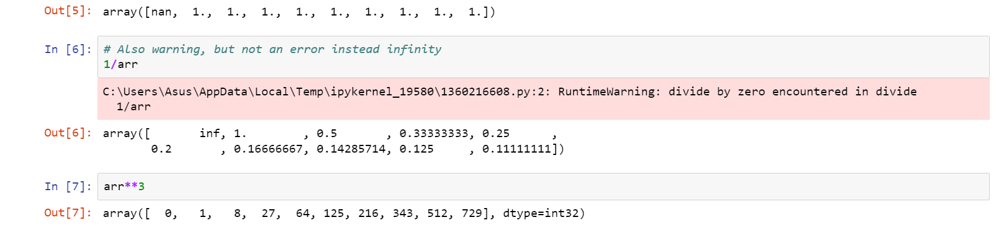 Out[5]: array([nan,  1.,  1.,  1.,  1.,  1.,  1.,  1.,  1.,  1.])
In [6]: # Also warning, but not an error instead infinity
1/arr
C:\Users\Asus\AppData\Local\Temp\ipykernel_19580\1360216608.py:2: RuntimeWarning: divide by zero encountered in divide
  1/arr
Out[6]: array([       inf, 1.        , 0.5       , 0.33333333, 0.25      ,
       0.2       , 0.16666667, 0.14285714, 0.125     , 0.11111111])
In [7]: arr**3
Out[7]: array([  0,   1,   8,  27,  64, 125, 216, 343, 512, 729], dtype=int32)